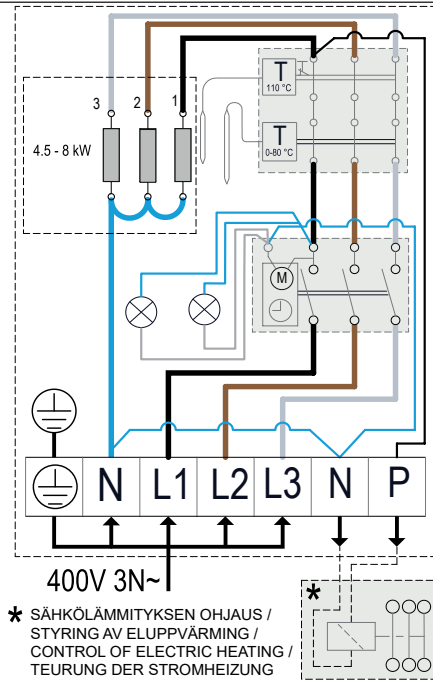 3 2 1
T
110 °C
4.5 - 8 kW
T
0-80 °C
M
N L1 L2 L3 N P
400V 3N~
*
* SÄHKÖLÄMMITYKSEN OHJAUS /
STYRING AV ELUPPVÄRMING /
CONTROL OF ELECTRIC HEATING /
TEURUNG DER STROMHEIZUNG